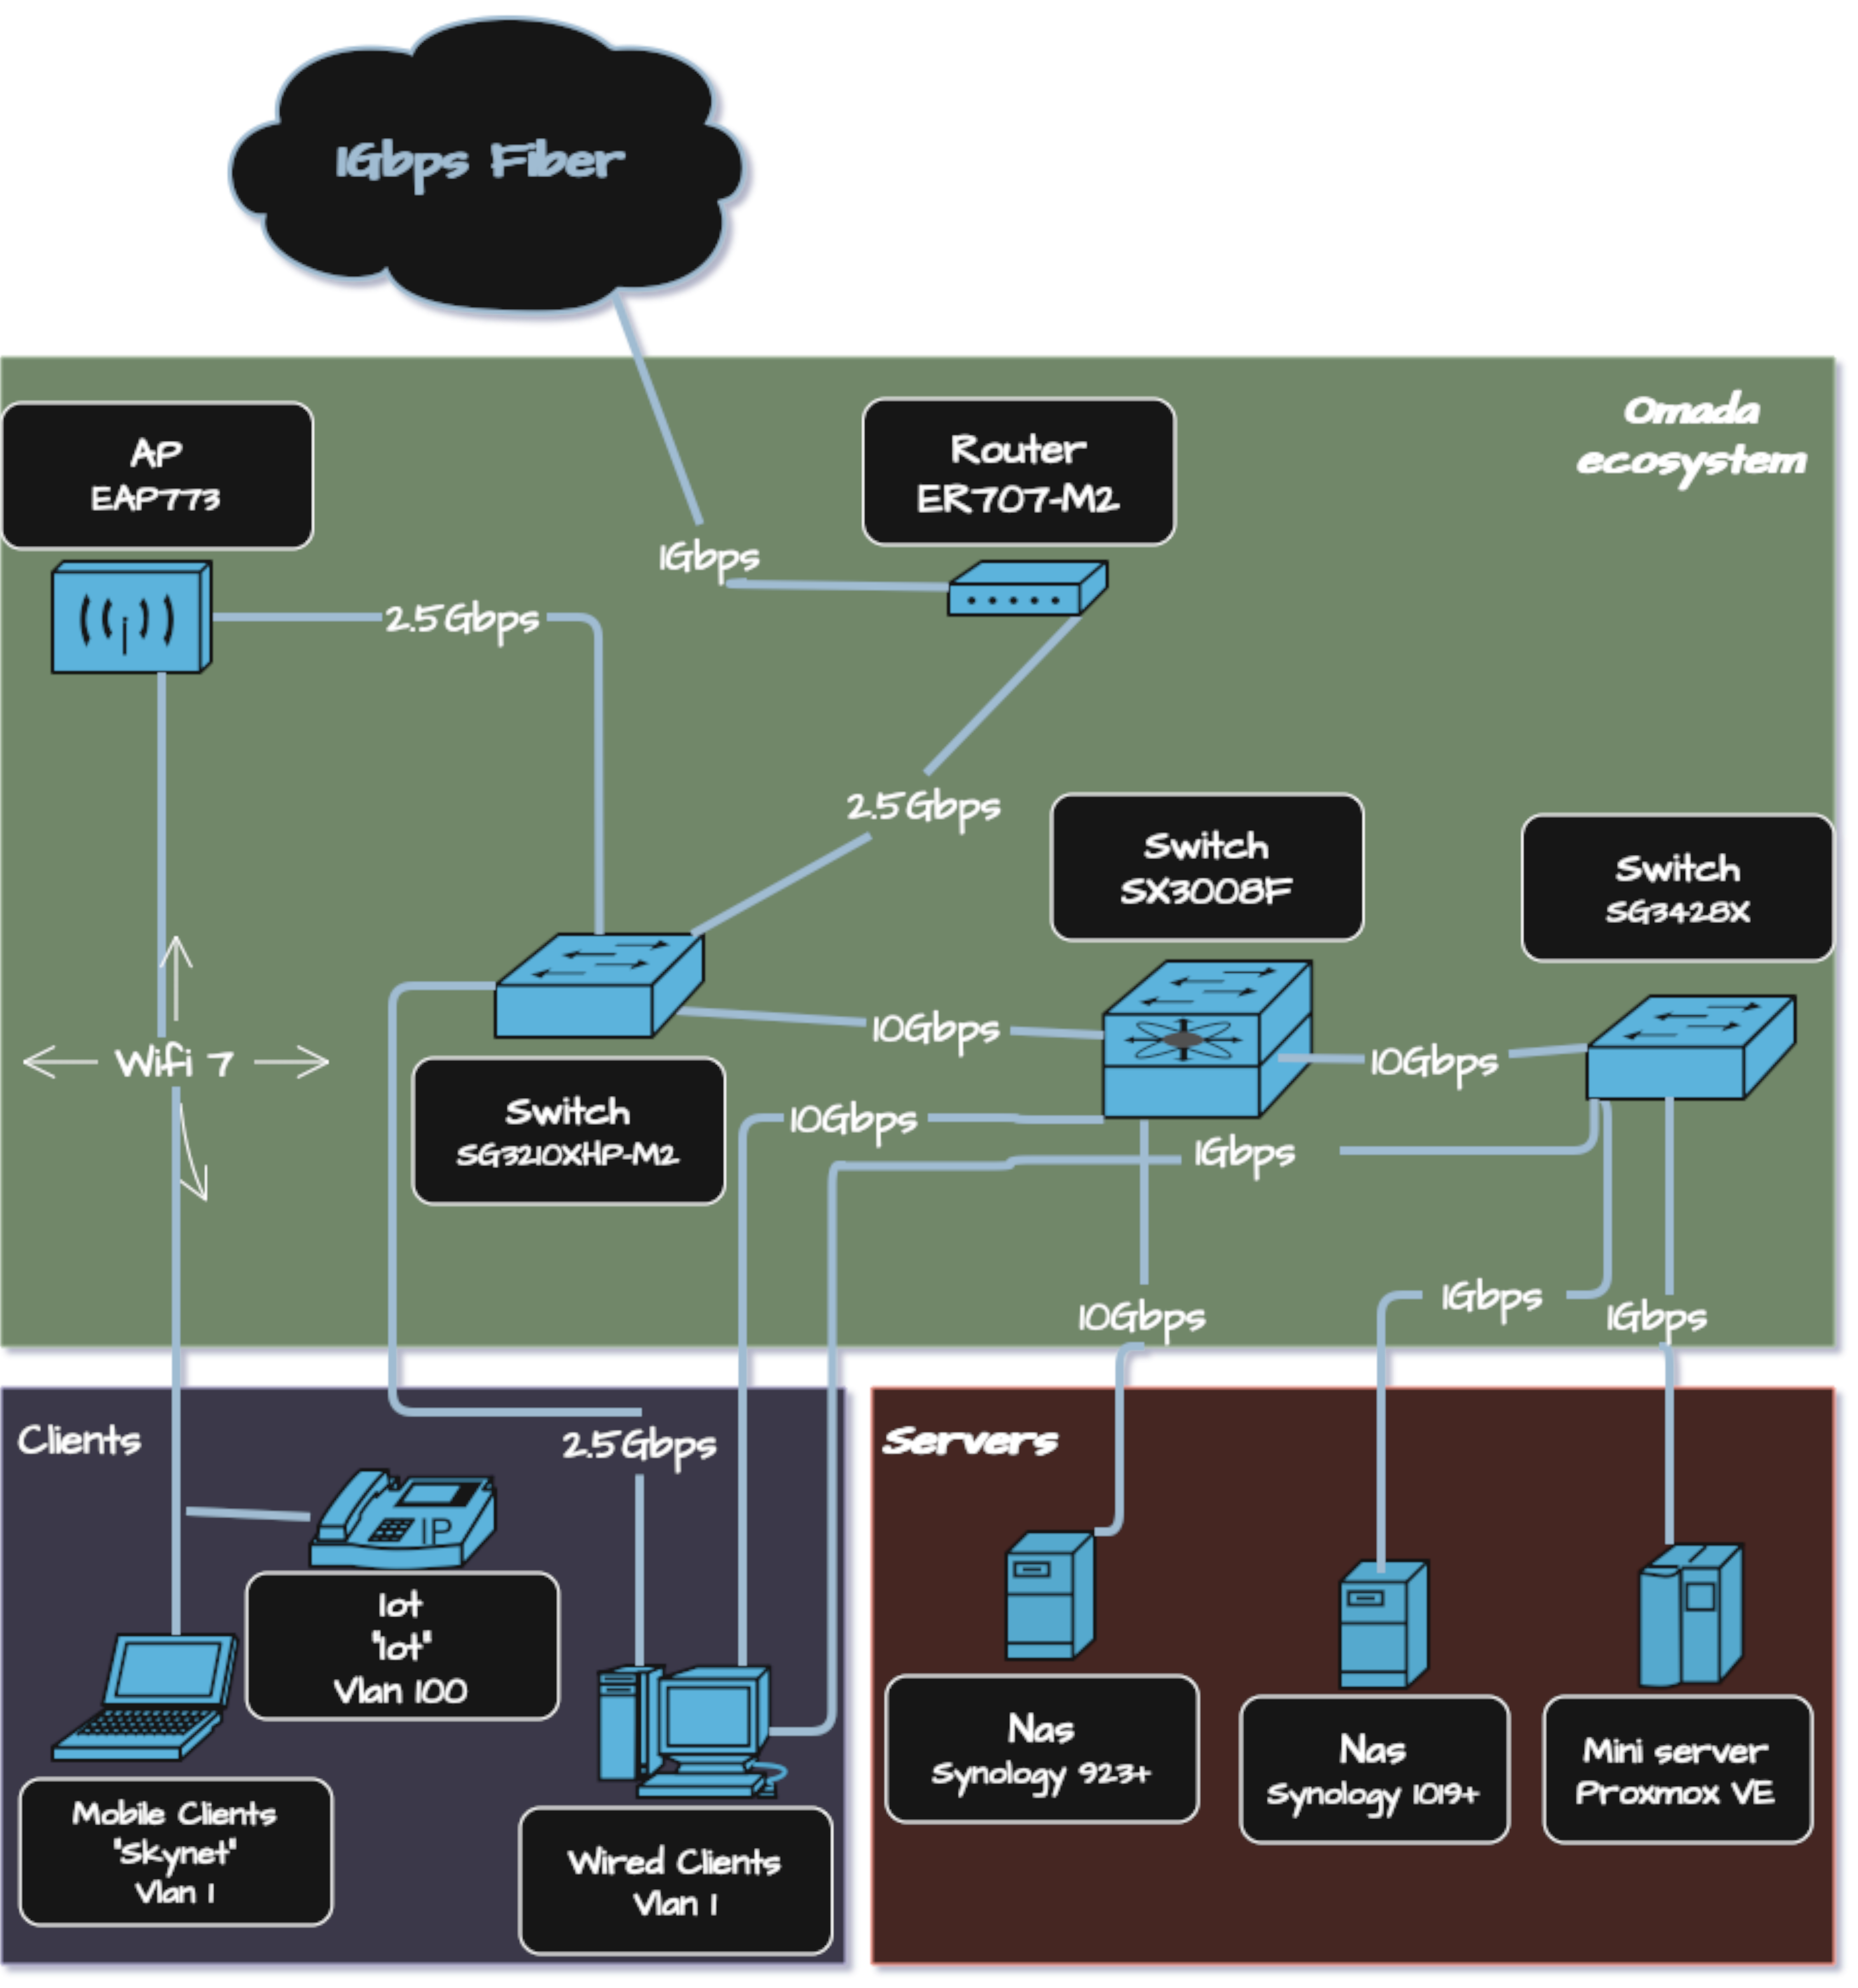 1Gbps Fiber
Omada
ecosystem
AP
EAP773
Router
ER707-M2
1Gbps
2.5Gbps
2.5Gbps
Switch
SX3008F
Switch
SG3428X
10Gbps
Wifi 7
10Gbps
Switch
SG3210XHP-M2
10Gbps
1Gbps
10Gbps
1Gbps
1Gbps
Clients
2.5Gbps
Servers
IP
Iot
"Iot"
Vlan 100
Nas
Synology 923+
Nas
Synology 1019+
Mini server
Proxmox VE
Mobile Clients
"Skynet"
Vlan 1
Wired Clients
Vlan 1